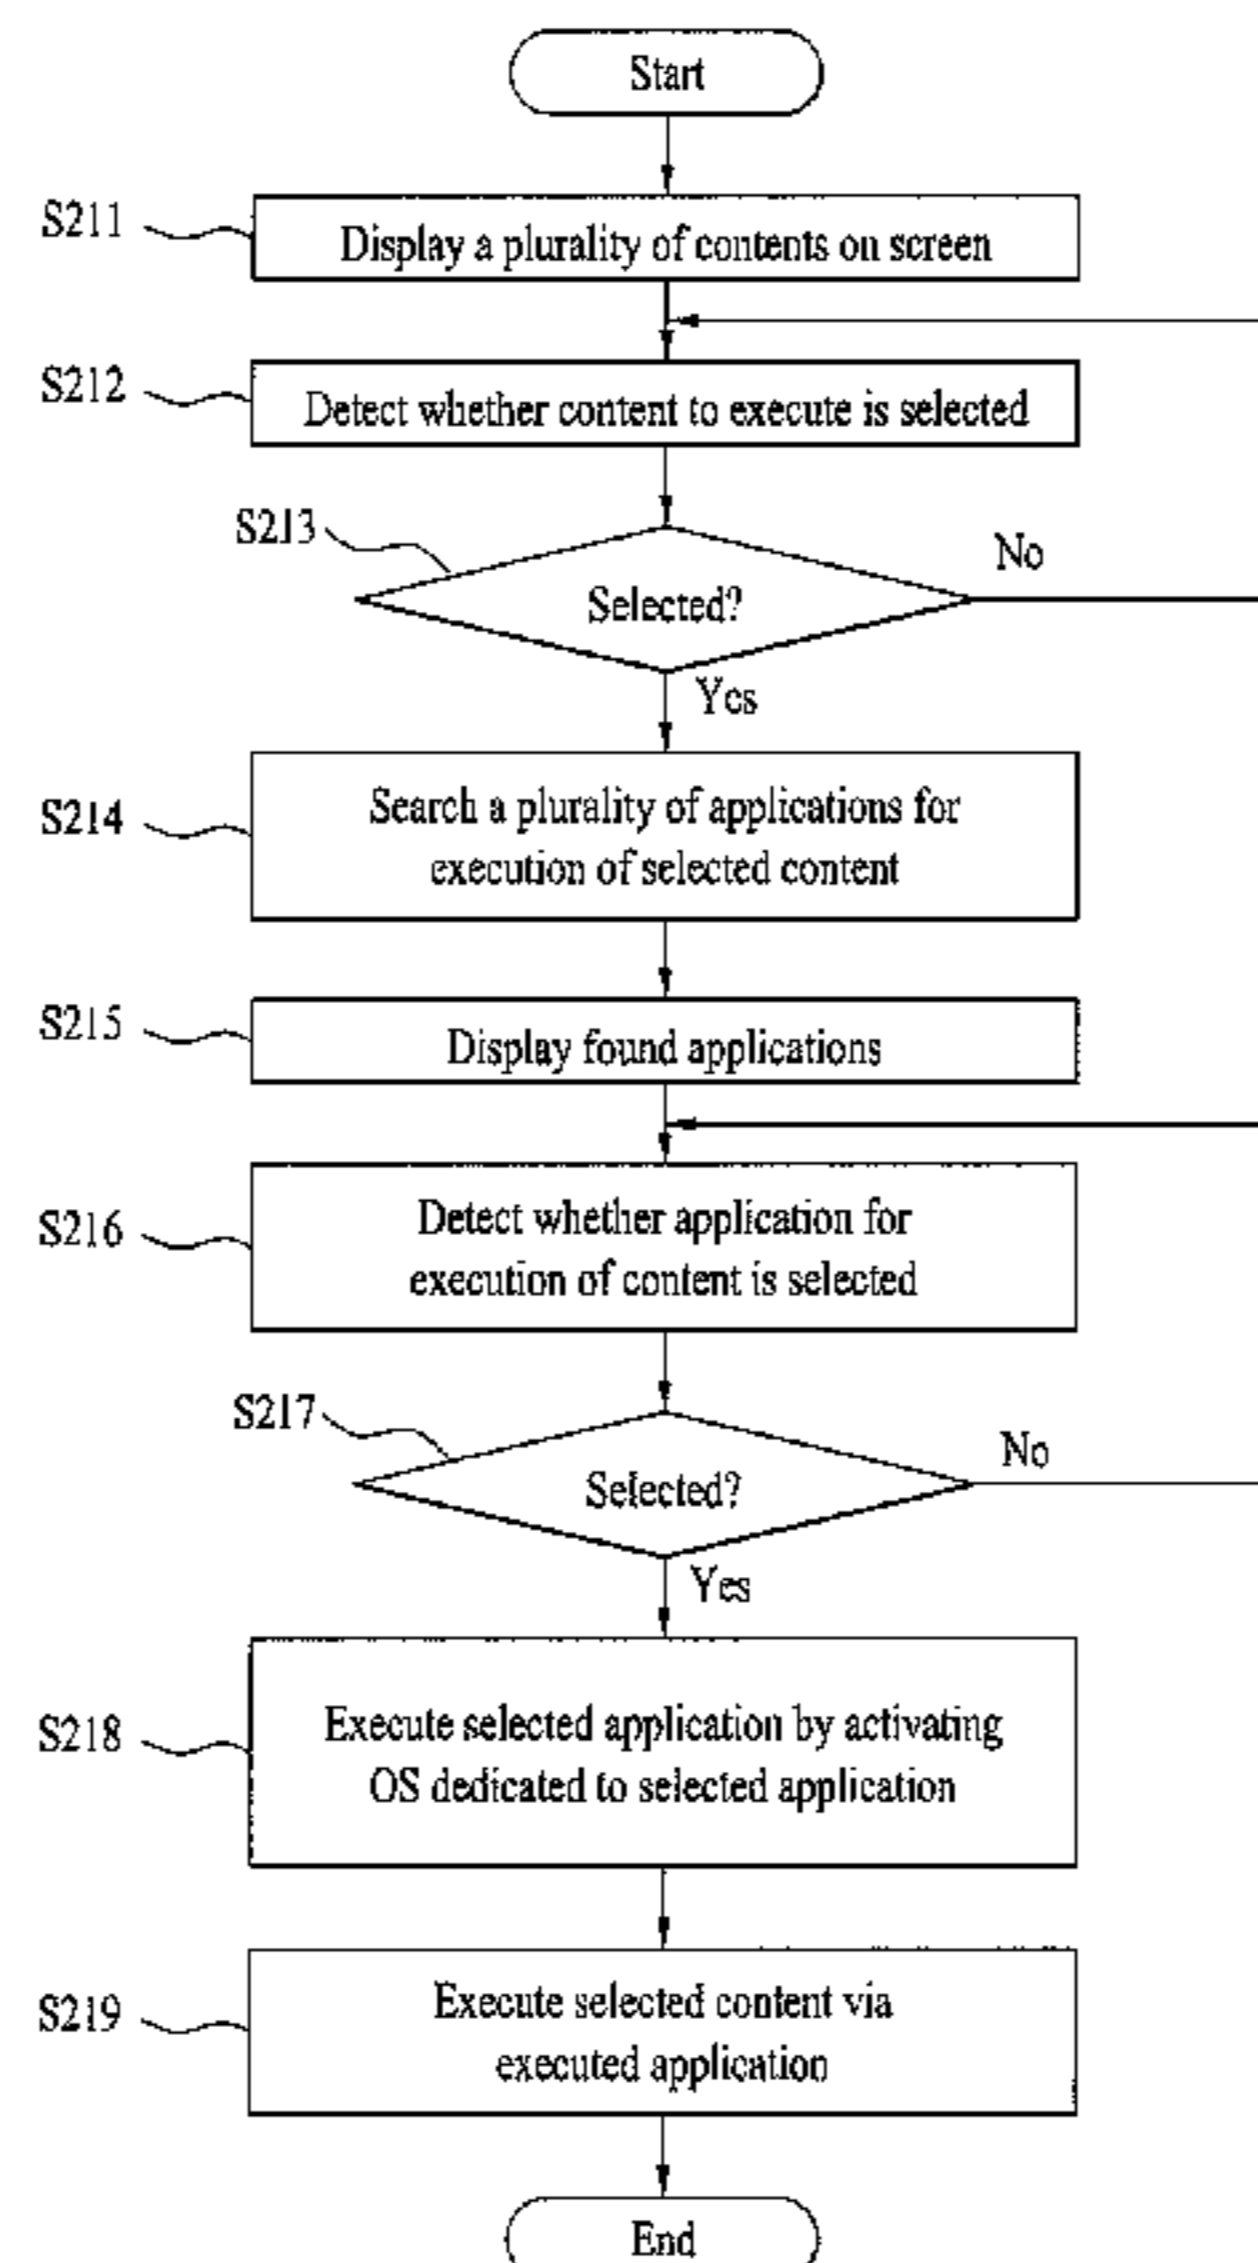 Start
S211
Display a plurality of contents on screen
S212
Detect whether content to execute is selected
S213
No
Selected?
Yes
S214
Search a plurality of applications for
execution of selected content
S215
Display found applications
S216
Detect whether application for
execution of content is selected
S217
No
Selected?
Yes
S218
Execute selected application by activating
OS dedicated to selected application
S219
Execute selected content via
executed application
End